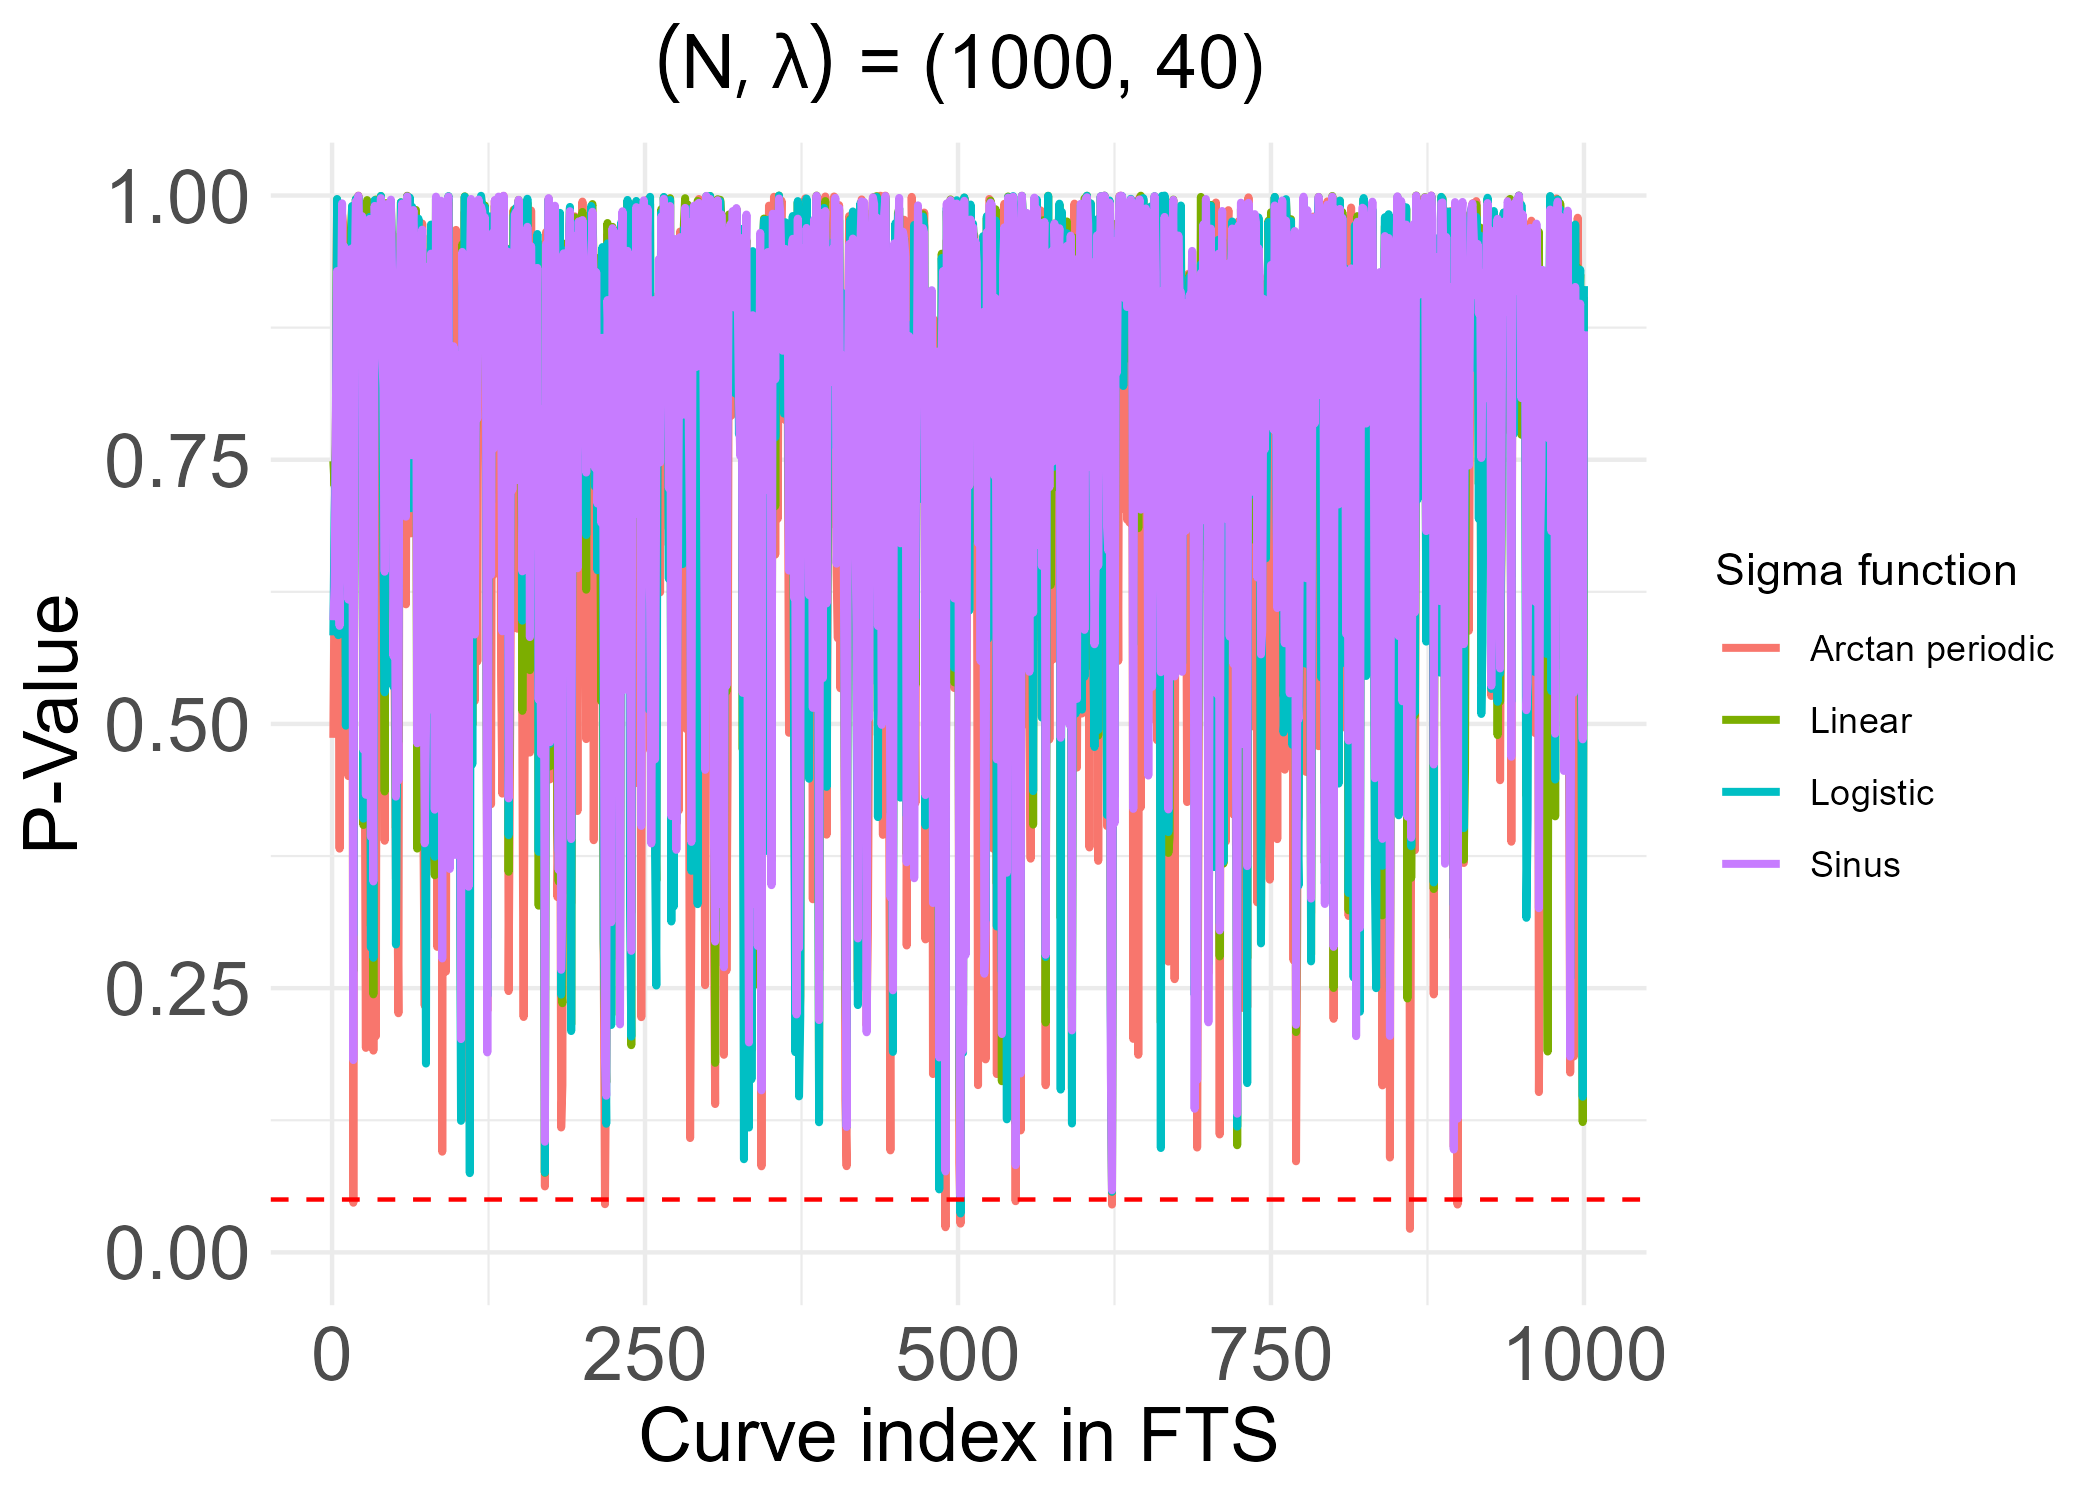 (N, λ) = (1000, 40)
1.00
0.75
0.50
0.25
0.00
P-Value
0 250 500 750 1000
Curve index in FTS
Sigma function
Arctan periodic
Linear
Logistic
Sinus